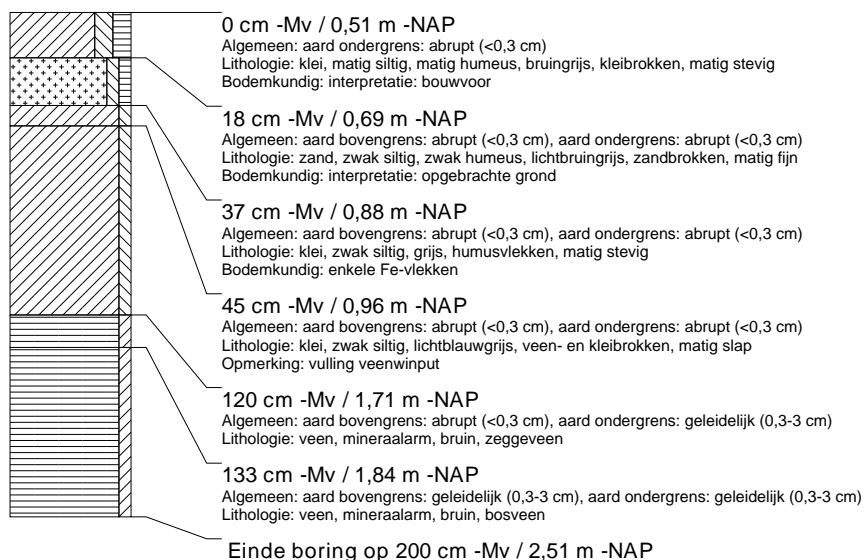 0 cm -Mv / 0,51 m -NAP
Algemeen: aard ondergrens: abrupt (<0,3 cm)
Lithologie: klei, matig siltig, matig humeus, bruingrijs, kleibrokken, matig stevig
Bodemkundig: interpretatie: bouwvoor
18 cm -Mv / 0,69 m -NAP
Algemeen: aard bovengrens: abrupt (<0,3 cm), aard ondergrens: abrupt (<0,3 cm)
Lithologie: zand, zwak siltig, zwak humeus, lichtbruingrijs, zandbrokken, matig fijn
Bodemkundig: interpretatie: opgebrachte grond
37 cm -Mv / 0,88 m -NAP
Algemeen: aard bovengrens: abrupt (<0,3 cm), aard ondergrens: abrupt (<0,3 cm)
Lithologie: klei, zwak siltig, grijs, humusvlekken, matig stevig
Bodemkundig: enkele Fe-vlekken
45 cm -Mv / 0,96 m -NAP
Algemeen: aard bovengrens: abrupt (<0,3 cm), aard ondergrens: abrupt (<0,3 cm)
Lithologie: klei, zwak siltig, lichtblauwgrijs, veen- en kleibrokken, matig slap
Opmerking: vulling veenwinput
120 cm -Mv / 1,71 m -NAP
Algemeen: aard bovengrens: abrupt (<0,3 cm), aard ondergrens: geleidelijk (0,3-3 cm)
Lithologie: veen, mineraalarm, bruin, zeggeveen
133 cm -Mv / 1,84 m -NAP
Algemeen: aard bovengrens: geleidelijk (0,3-3 cm), aard ondergrens: geleidelijk (0,3-3 cm)
Lithologie: veen, mineraalarm, bruin, bosveen
Einde boring op 200 cm -Mv / 2,51 m -NAP